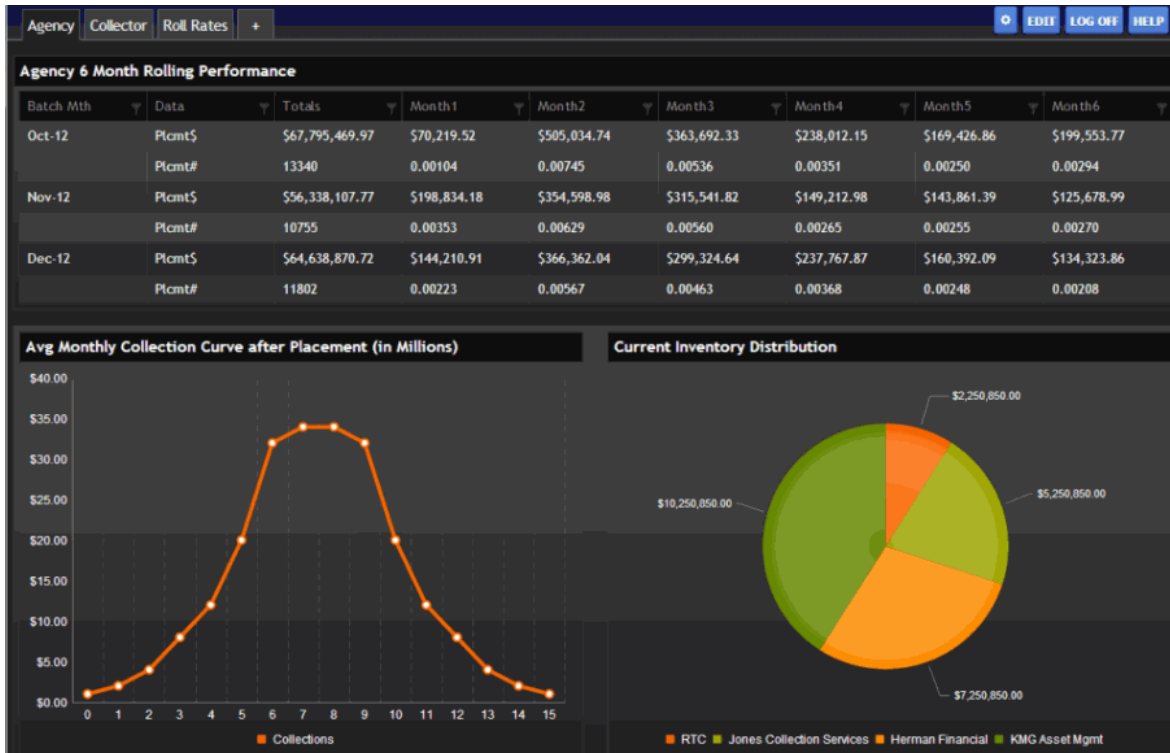 Agency Collector Roll Rates + EDIT LOG OFF HELP
Agency 6 Month Rolling Performance
Batch Mth Data Totals Month1 Month2 Month3 Month4 Month5 Month6
Oct-12 Plcmt$ $67,795,469.97 $70,219.52 $505,034.74 $363,692.33 $238,012.15 $169,426.86 $199,553.77
Plcmt# 13340 0.00104 0.00745 0.00536 0.00351 0.00250 0.00294
Nov-12 Plcmt$ $56,338,107.77 $198,834.18 $354,598.98 $315,541.82 $149,212.98 $143,861.39 $125,678.99
Plcmt# 10755 0.00353 0.00629 0.00560 0.00265 0.00255 0.00270
Dec-12 Plcmt$ $64,638,870.72 $144,210.91 $366,362.04 $299,324.64 $237,767.87 $160,392.09 $134,323.86
Plcmt# 11802 0.00223 0.00567 0.00463 0.00368 0.00248 0.00208
Avg Monthly Collection Curve after Placement (in Millions)
$40.00
$35.00
$30.00
$25.00
$20.00
$15.00
$10.00
$5.00
$0.00
0 1 2 3 4 5 6 7 8 9 10 11 12 13 14 15
Collections
Current Inventory Distribution
$2,250,850.00
$5,250,850.00
$10,250,850.00
$7,250,850.00
RTC Jones Collection Services Herman Financial KMG Asset Mgmt